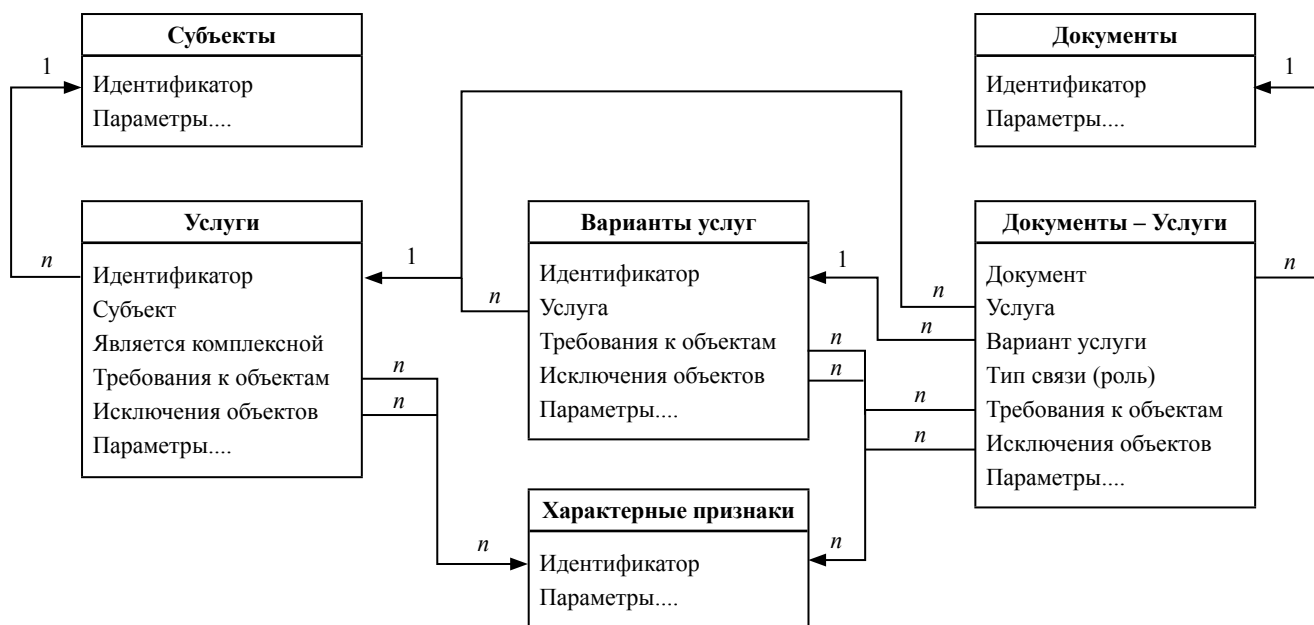 Субъекты
1
Идентификатор
Параметры....
Документы
1
Идентификатор
Параметры....
Услуги
n
1
Идентификатор
Субъект
Является комплексной
Требования к объектам
n
Исключения объектов
n
Параметры....
Варианты услуг
1
n
Идентификатор
Услуга
Требования к объектам
n
Исключения объектов
n
Параметры....
Документы – Услуги
n
Документ
n
Услуга
n
Вариант услуги
Тип связи (роль)
n
Требования к объектам
n
Исключения объектов
Параметры....
Характерные признаки
n
n
Идентификатор
Параметры....